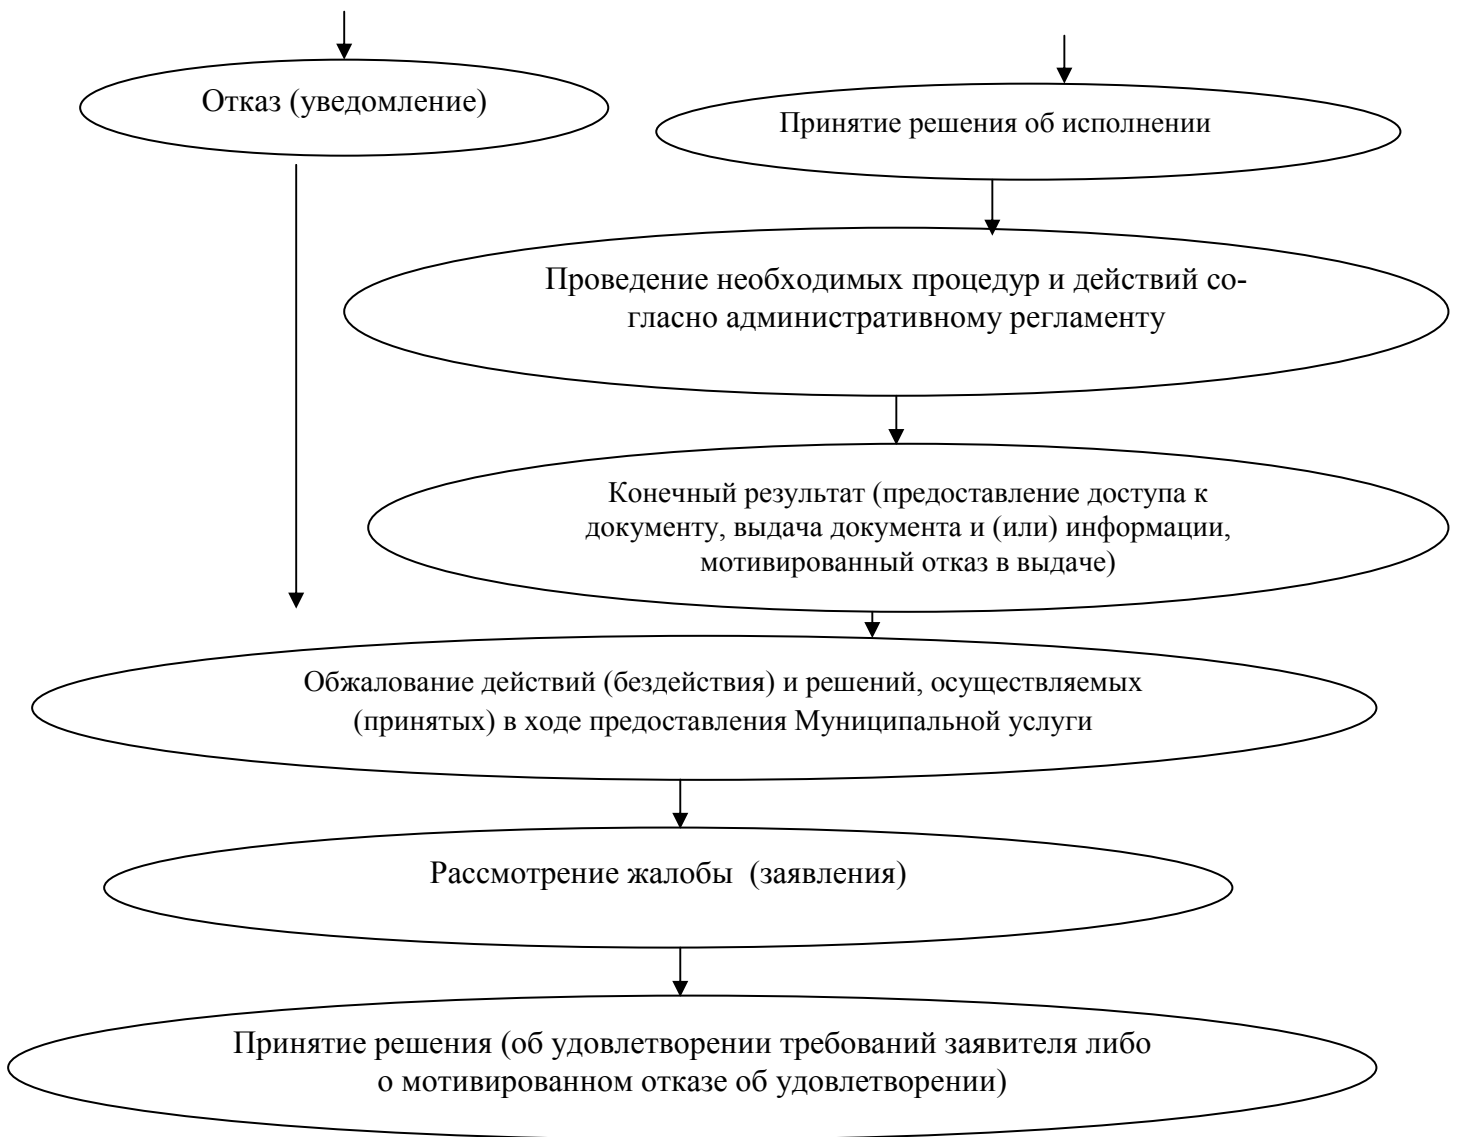 Отказ (уведомление)
Принятие решения об исполнении
Проведение необходимых процедур и действий со-
гласно административному регламенту
Конечный результат (предоставление доступа к
документу, выдача документа и (или) информации,
мотивированный отказ в выдаче)
Обжалование действий (бездействия) и решений, осуществляемых
(принятых) в ходе предоставления Муниципальной услуги
Рассмотрение жалобы  (заявления)
Принятие решения (об удовлетворении требований заявителя либо
о мотивированном отказе об удовлетворении)